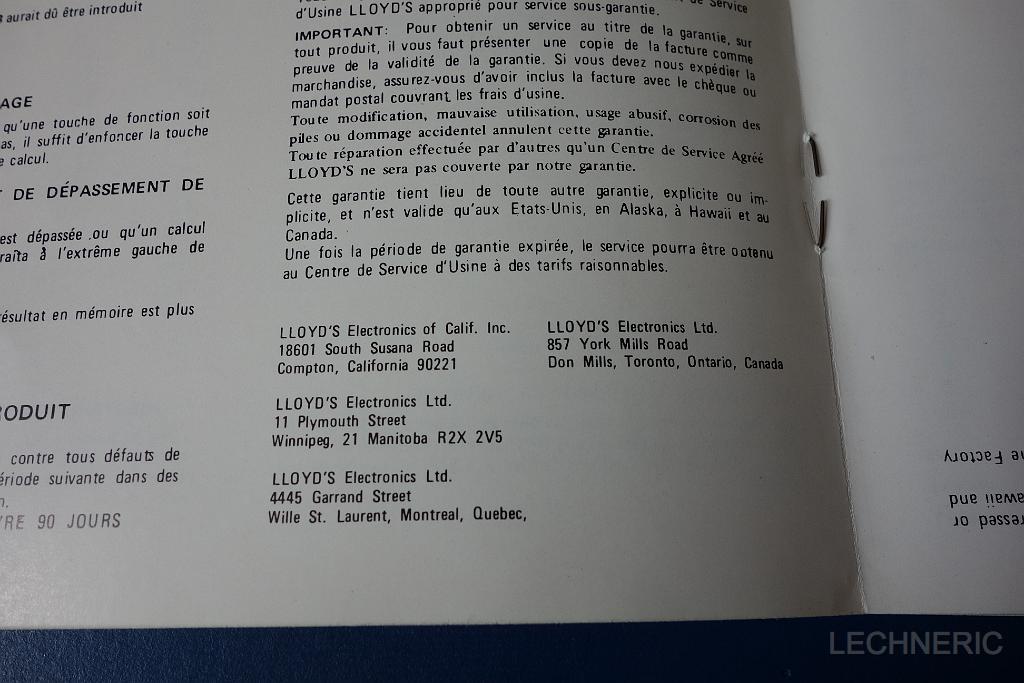 aurait dû être introduit
AGE
qu'une touche de fonction soit
as, il suffit d'enfoncer la touche
e calcul.
T DE DÉPASSEMENT DE
est dépassée .ou qu'un calcul
raîta à l'extrême gauche de
ésultat en mémoire est plus
RODUIT
contre tous défauts de
ériode suivante dans des
n.
VRE 90 JOURS
de Service
d'Usine LLOYD'S approprié pour service sous-garantie.
IMPORTANT: Pour obtenir un service au titre de la garantie, sur
tout produit, il vous faut présenter une copie de la facture comme
preuve de la validité de la garantie. Si vous devez nous expédier la
marchandise, assurez-vous d'avoir inclus la facture avec le chèque ou
mandat postal couvrant les frais d'usine.
Toute modification, mauvaise utilisation, usage abusif, corrosion des
piles ou dommage accidentel annulent cette garantie.
Toute réparation effectuée par d'autres qu'un Centre de Service Agréé
LLOYD'S ne sera pas couverte par notre garantie.
Cette garantie tient lieu de toute autre garantie, explicite ou im-
plicite, et n'est valide qu'aux Etats-Unis, en Alaska, à Hawaii et au
Canada.
Une fois la période de garantie expirée, le service pourra être obtenu
au Centre de Service d'Usine à des tarifs raisonnables.
LLOYD'S Electronics of Calif. Inc.
18601 South Susana Road
Compton, California 90221
LLOYD'S Electronics Ltd.
857 York Mills Road
Don Mills, Toronto, Ontario, Canada
LLOYD'S Electronics Ltd.
11 Plymouth Street
Winnipeg, 21 Manitoba R2X 2V5
LLOYD'S Electronics Ltd.
4445 Garrand Street
Wille St. Laurent, Montreal, Quebec,
ressed or
awaii and
e Factory
LECHNERIC